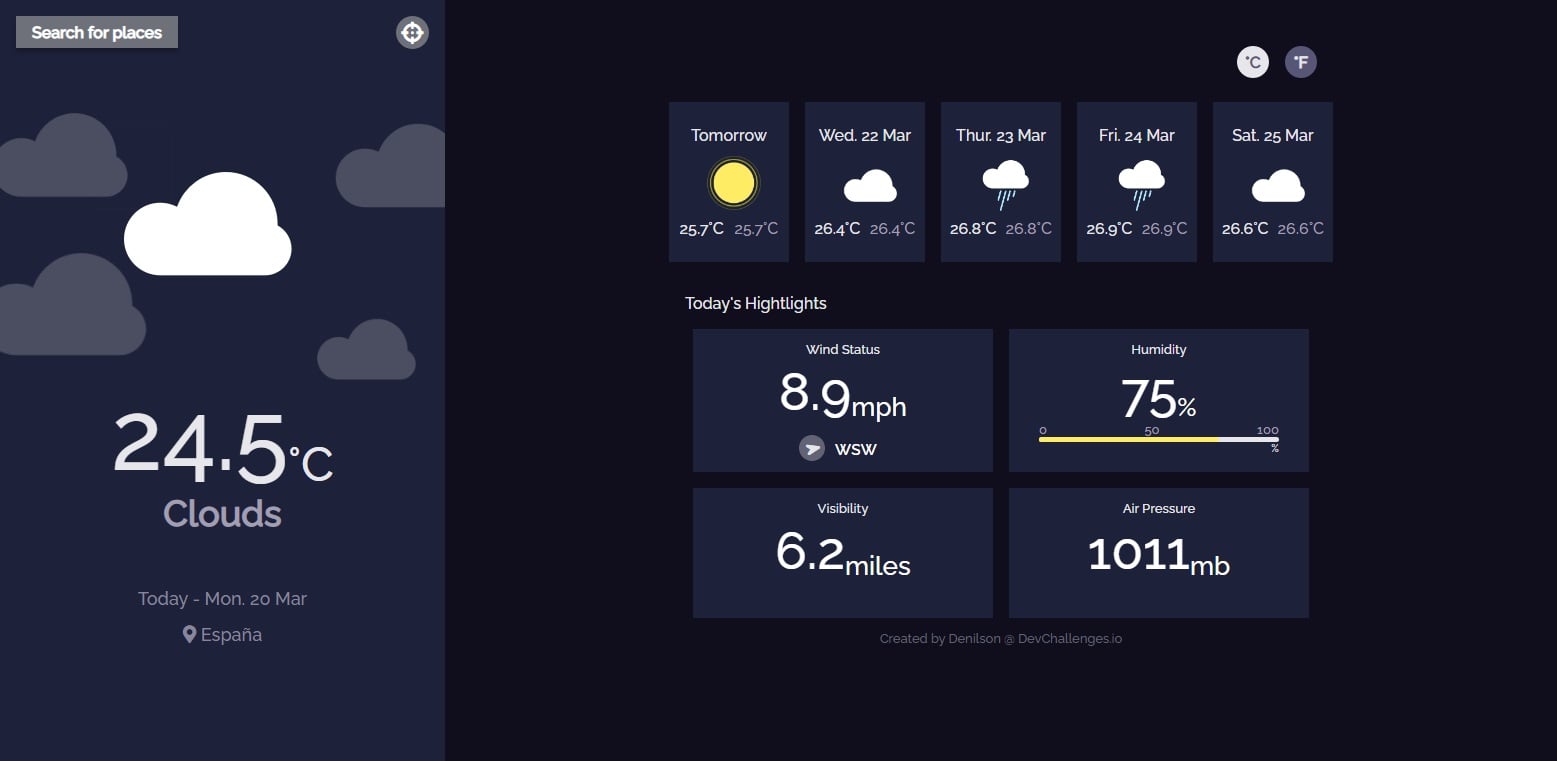 Search for places
°C °F
Tomorrow
25.7°C 25.7°C
Wed. 22 Mar
26.4°C 26.4°C
Thur. 23 Mar
26.8°C 26.8°C
Fri. 24 Mar
26.9°C 26.9°C
Sat. 25 Mar
26.6°C 26.6°C
24.5°C
Clouds
Today - Mon. 20 Mar
España
Today's Hightlights
Wind Status
8.9mph
WSW
Humidity
75%
0 50 100
%
Visibility
6.2miles
Air Pressure
1011mb
Created by Denilson @ DevChallenges.io